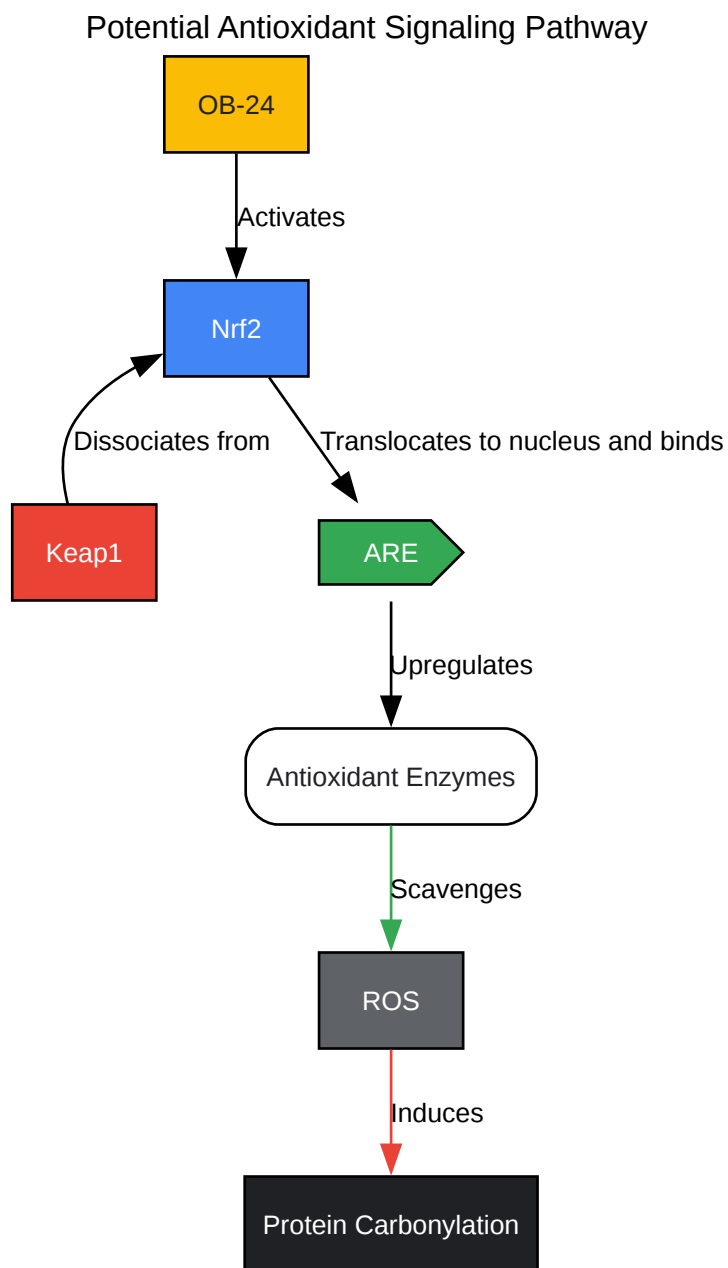 Potential Antioxidant Signaling Pathway
OB-24
Activates
Nrf2
Dissociates from
Translocates to nucleus and binds
Keap1
ARE
Upregulates
Antioxidant Enzymes
Scavenges
ROS
Induces
Protein Carbonylation